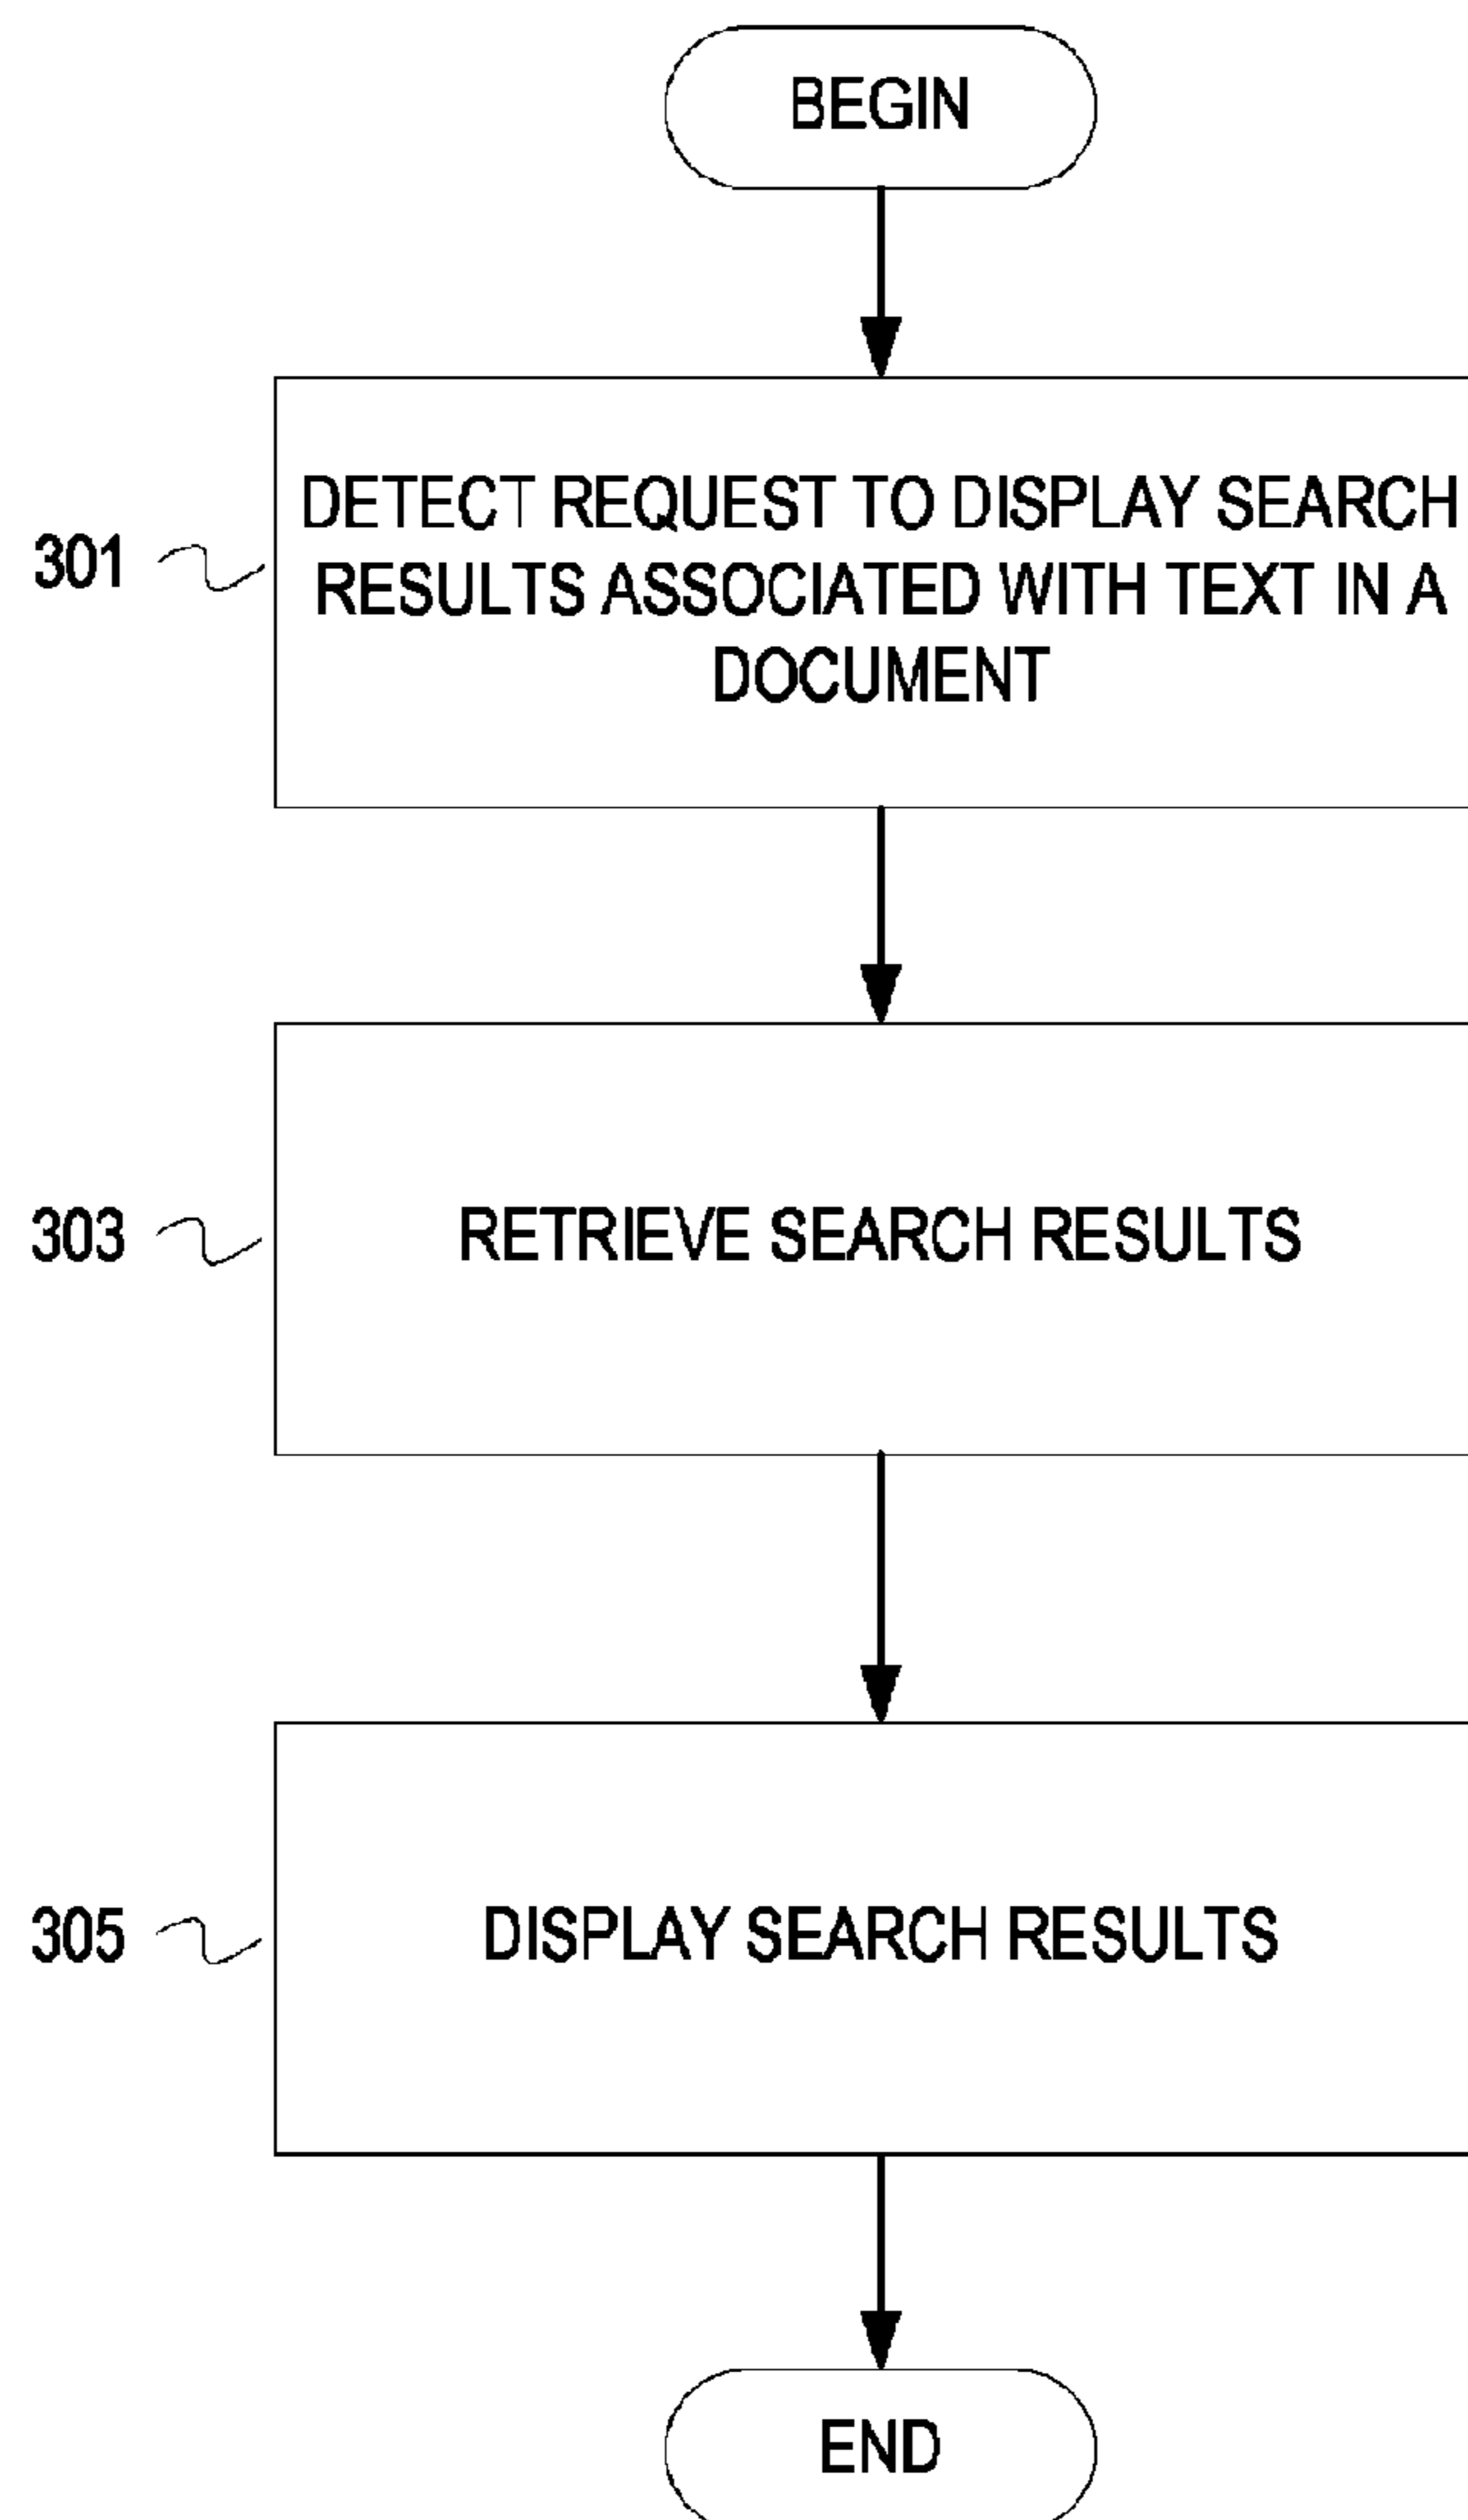 BEGIN
301
DETECT REQUEST TO DISPLAY SEARCH
RESULTS ASSOCIATED WITH TEXT IN A
DOCUMENT
303
RETRIEVE SEARCH RESULTS
305
DISPLAY SEARCH RESULTS
END